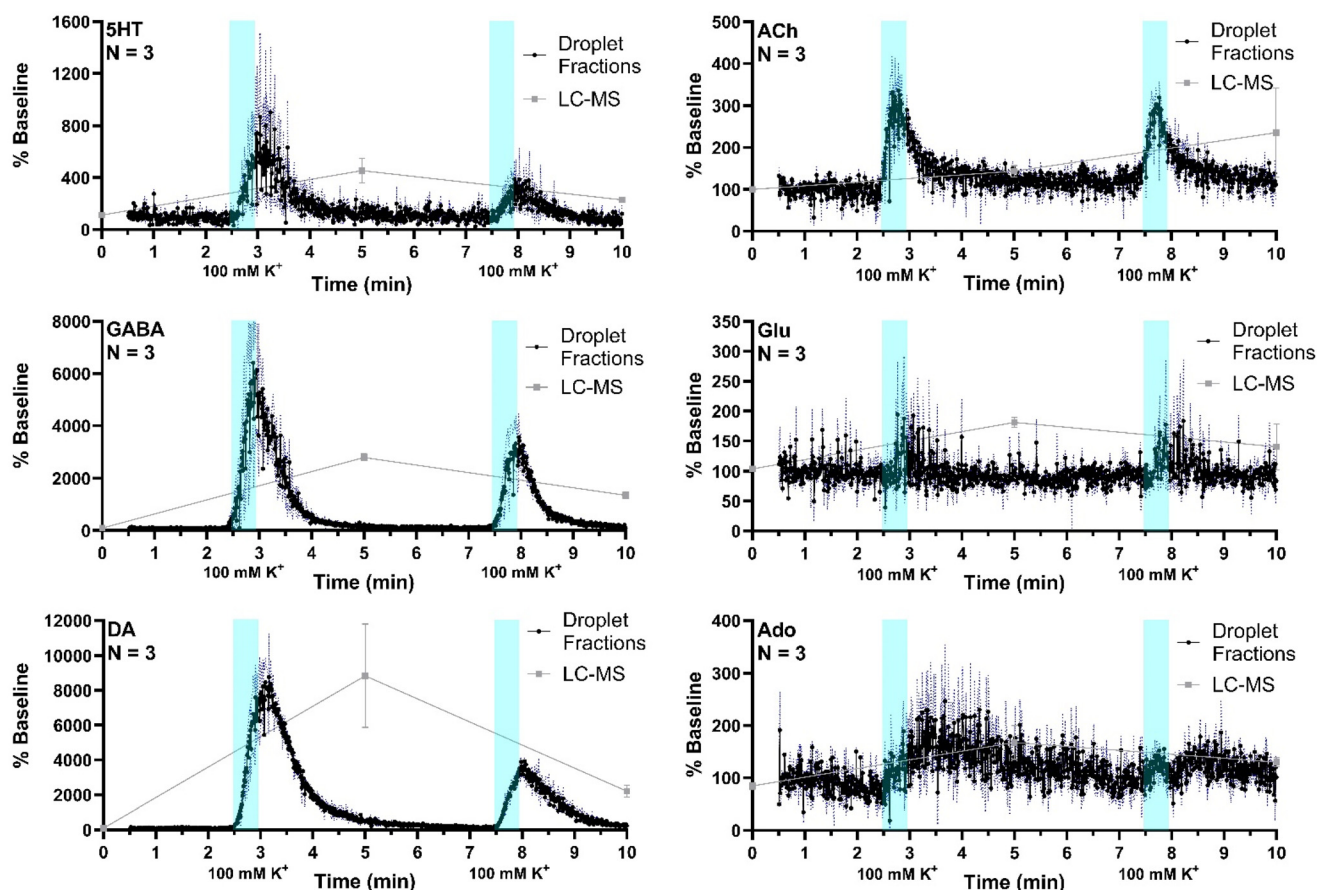 5HT
N = 3
Droplet
Fractions
LC-MS
% Baseline
1600
1200
800
400
0
0 1 2 3 4 5 6 7 8 9 10
100 mM K⁺ 100 mM K⁺
Time (min)
ACh
N = 3
Droplet
Fractions
LC-MS
% Baseline
500
400
300
200
100
0
0 1 2 3 4 5 6 7 8 9 10
100 mM K⁺ 100 mM K⁺
Time (min)
GABA
N = 3
Droplet
Fractions
LC-MS
% Baseline
8000
6000
4000
2000
0
0 1 2 3 4 5 6 7 8 9 10
100 mM K⁺ 100 mM K⁺
Time (min)
Glu
N = 3
Droplet
Fractions
LC-MS
% Baseline
350
300
250
200
150
100
50
0
0 1 2 3 4 5 6 7 8 9 10
100 mM K⁺ 100 mM K⁺
Time (min)
DA
N = 3
Droplet
Fractions
LC-MS
% Baseline
12000
10000
8000
6000
4000
2000
0
0 1 2 3 4 5 6 7 8 9 10
100 mM K⁺ 100 mM K⁺
Time (min)
Ado
N = 3
Droplet
Fractions
LC-MS
% Baseline
400
300
200
100
0
0 1 2 3 4 5 6 7 8 9 10
100 mM K⁺ 100 mM K⁺
Time (min)